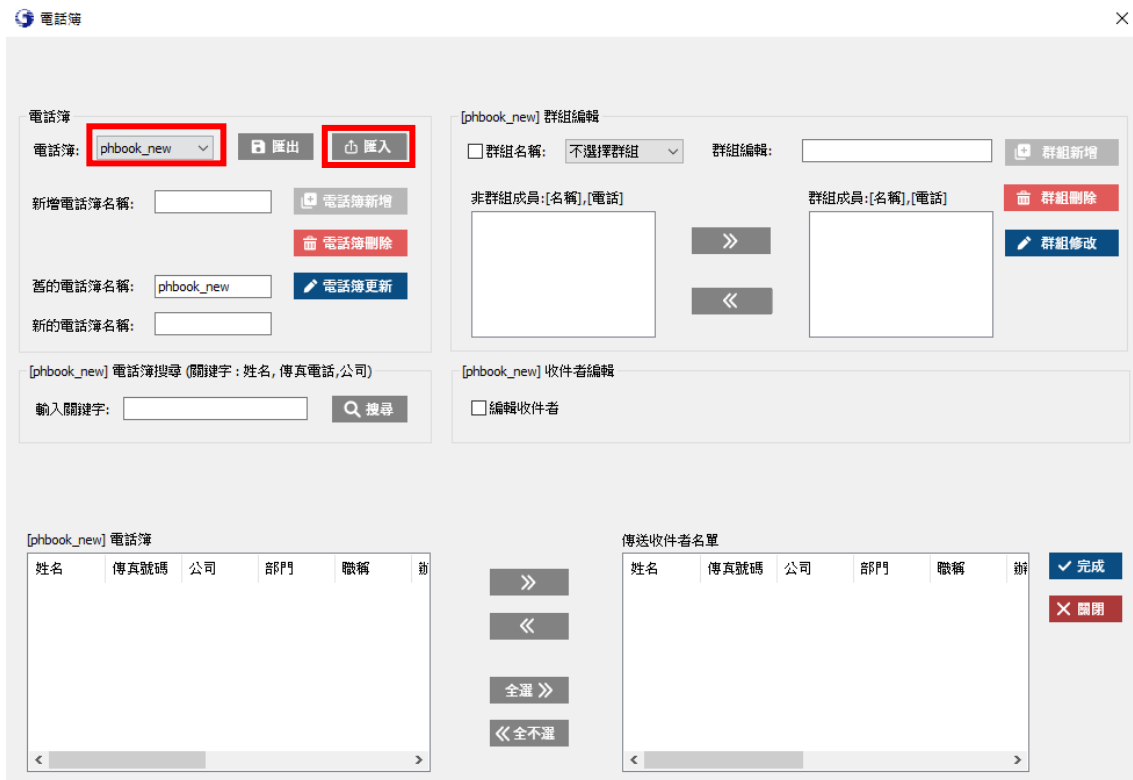 電話簿
電話簿
電話簿: phbook_new 匯出 匯入
新增電話簿名稱: 電話簿新增
電話簿刪除
舊的電話簿名稱: phbook_new 電話簿更新
新的電話簿名稱:
[phbook_new] 群組編輯
群組名稱: 不選擇群組 群組編輯: 群組新增
非群組成員:[名稱],[電話] 群組成員:[名稱],[電話] 群組刪除
群組修改
[phbook_new] 電話簿搜尋 (關鍵字 : 姓名, 傳真電話,公司)
輸入關鍵字: 搜尋
[phbook_new] 收件者編輯
編輯收件者
[phbook_new] 電話簿
姓名 傳真號碼 公司 部門 職稱
全選
全不選
傳送收件者名單
姓名 傳真號碼 公司 部門 職稱
完成
關閉